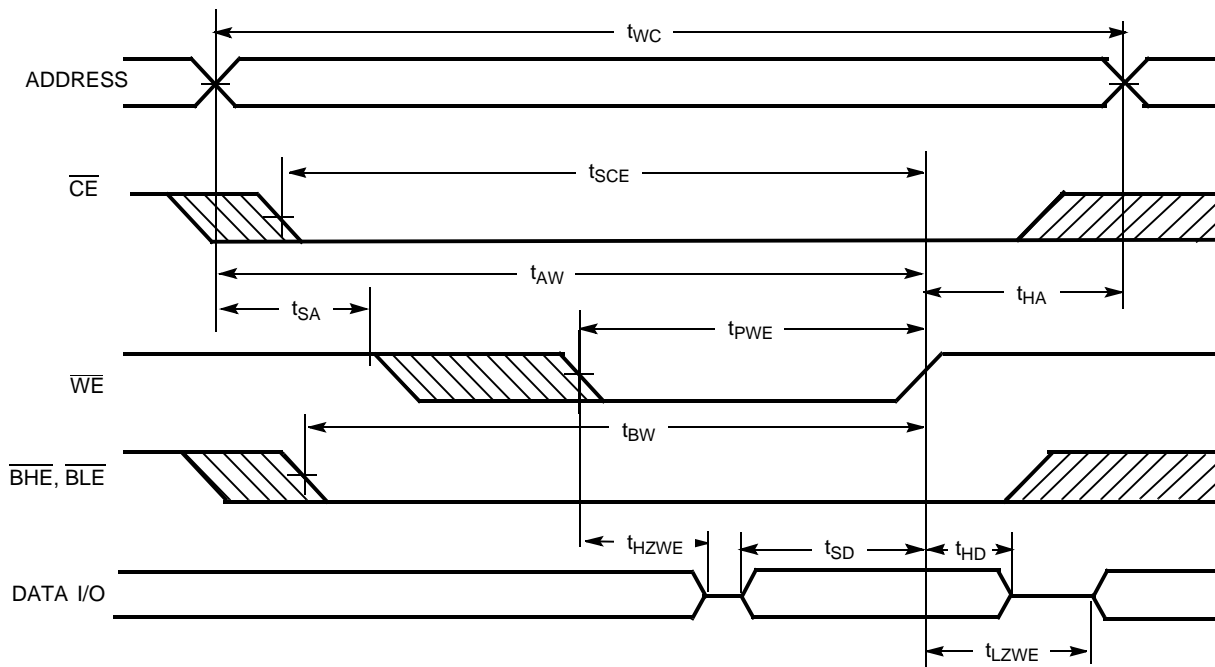 tWC
ADDRESS
tSCE
CE
tAW
tSA
tHA
tPWE
WE
tBW
BHE, BLE
tHZWE
tSD
tHD
DATA I/O
tLZWE